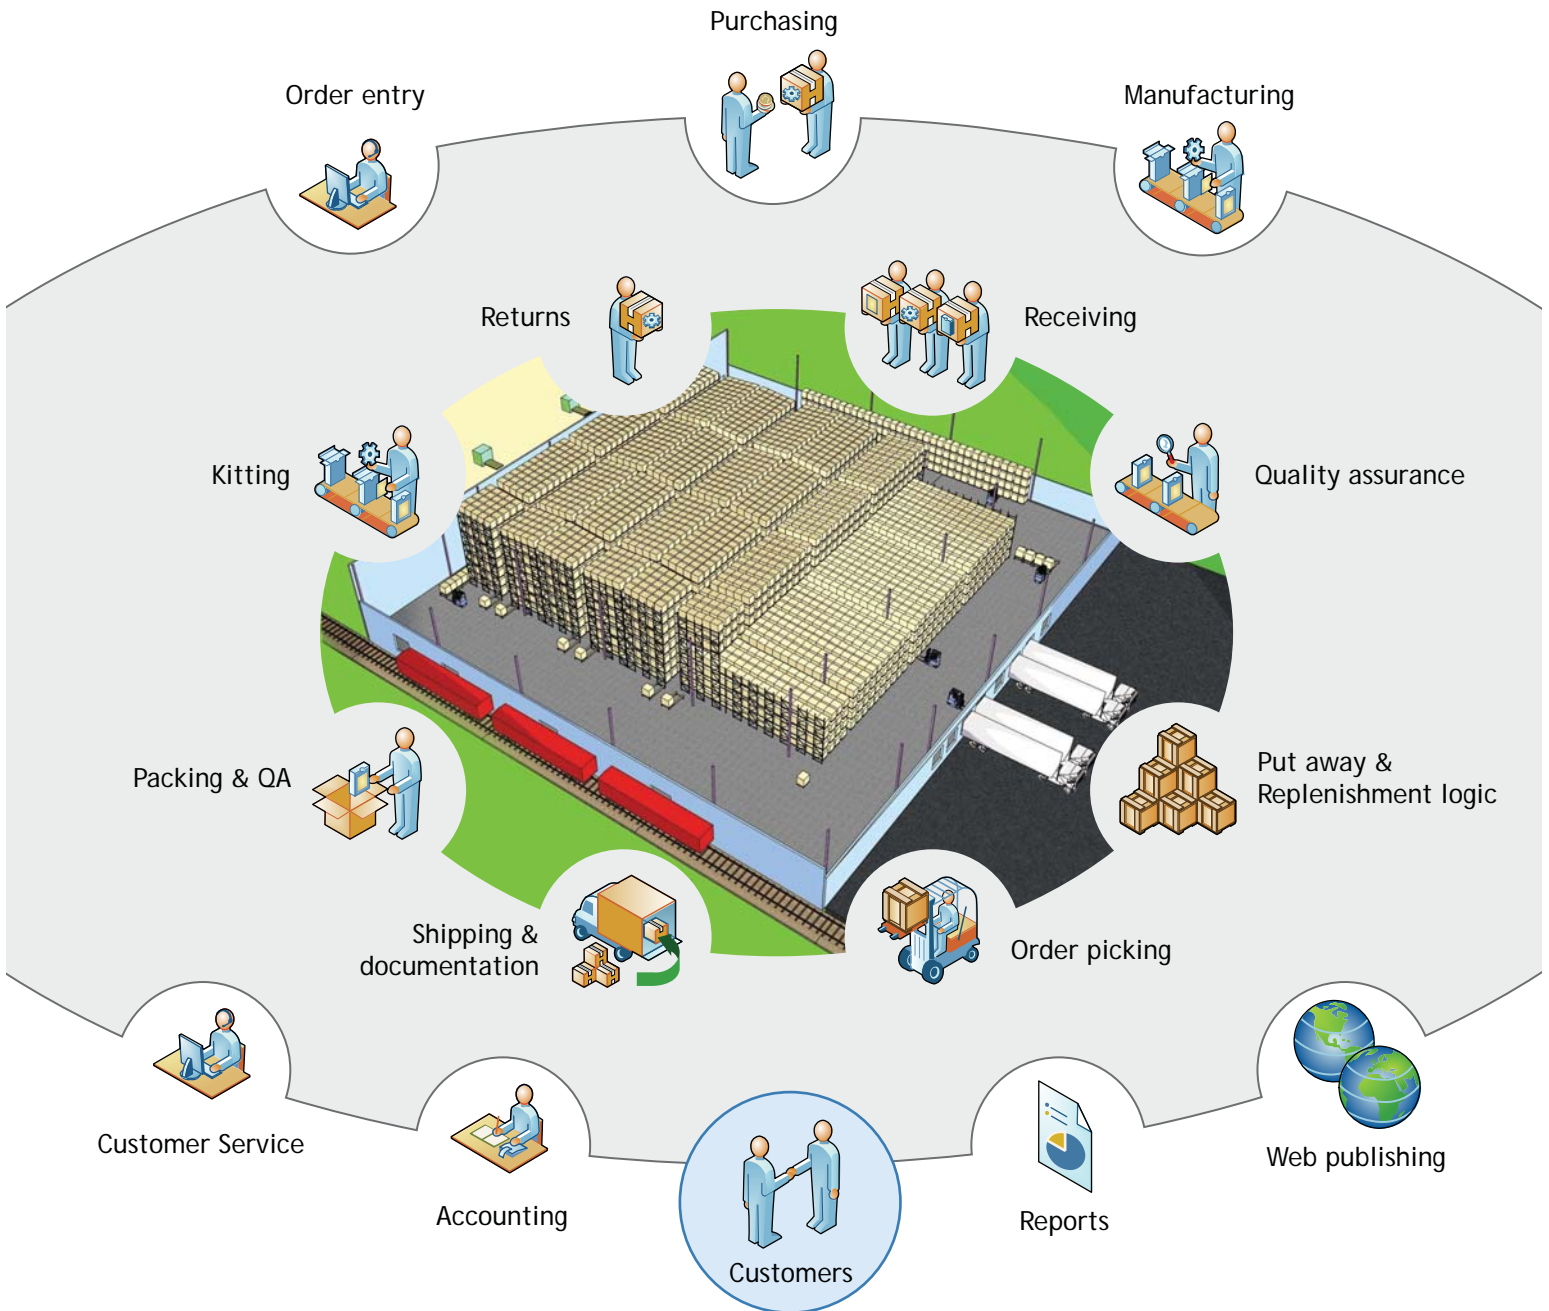 Purchasing
Order entry
Manufacturing
Returns
Receiving
Kitting
Quality assurance
Packing & QA
Put away &
Replenishment logic
Shipping &
documentation
Order picking
Customer Service
Accounting
Customers
Reports
Web publishing